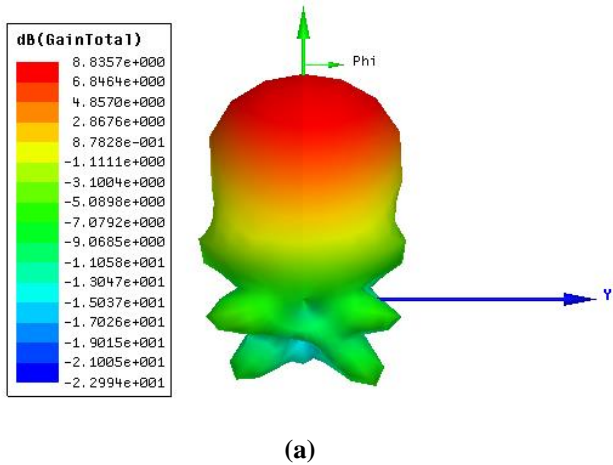 dB(GainTotal)
8.8357e+000
6.8464e+000
4.8570e+000
2.8676e+000
8.7828e-001
-1.1111e+000
-3.1004e+000
-5.0898e+000
-7.0792e+000
-9.0685e+000
-1.1058e+001
-1.3047e+001
-1.5037e+001
-1.7026e+001
-1.9015e+001
-2.1005e+001
-2.2994e+001
Phi
Y
(a)